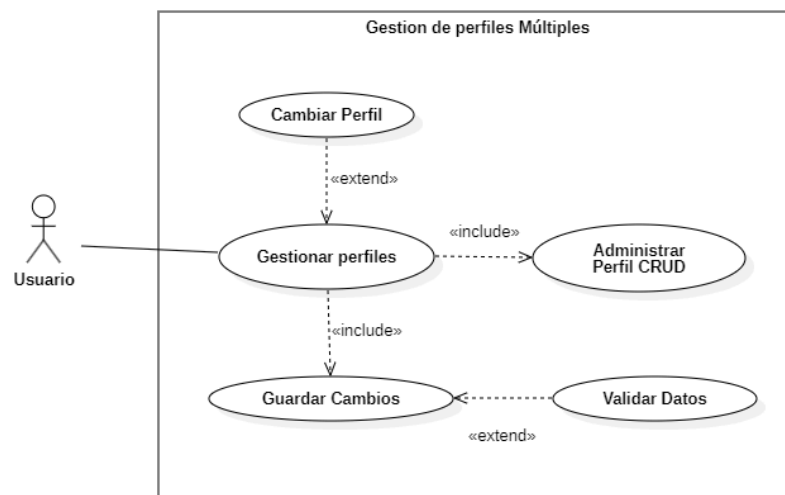 Gestion de perfiles Múltiples
Cambiar Perfil
«extend»
Usuario
Gestionar perfiles
«include»
Administrar
Perfil CRUD
«include»
Guardar Cambios
Validar Datos
«extend»